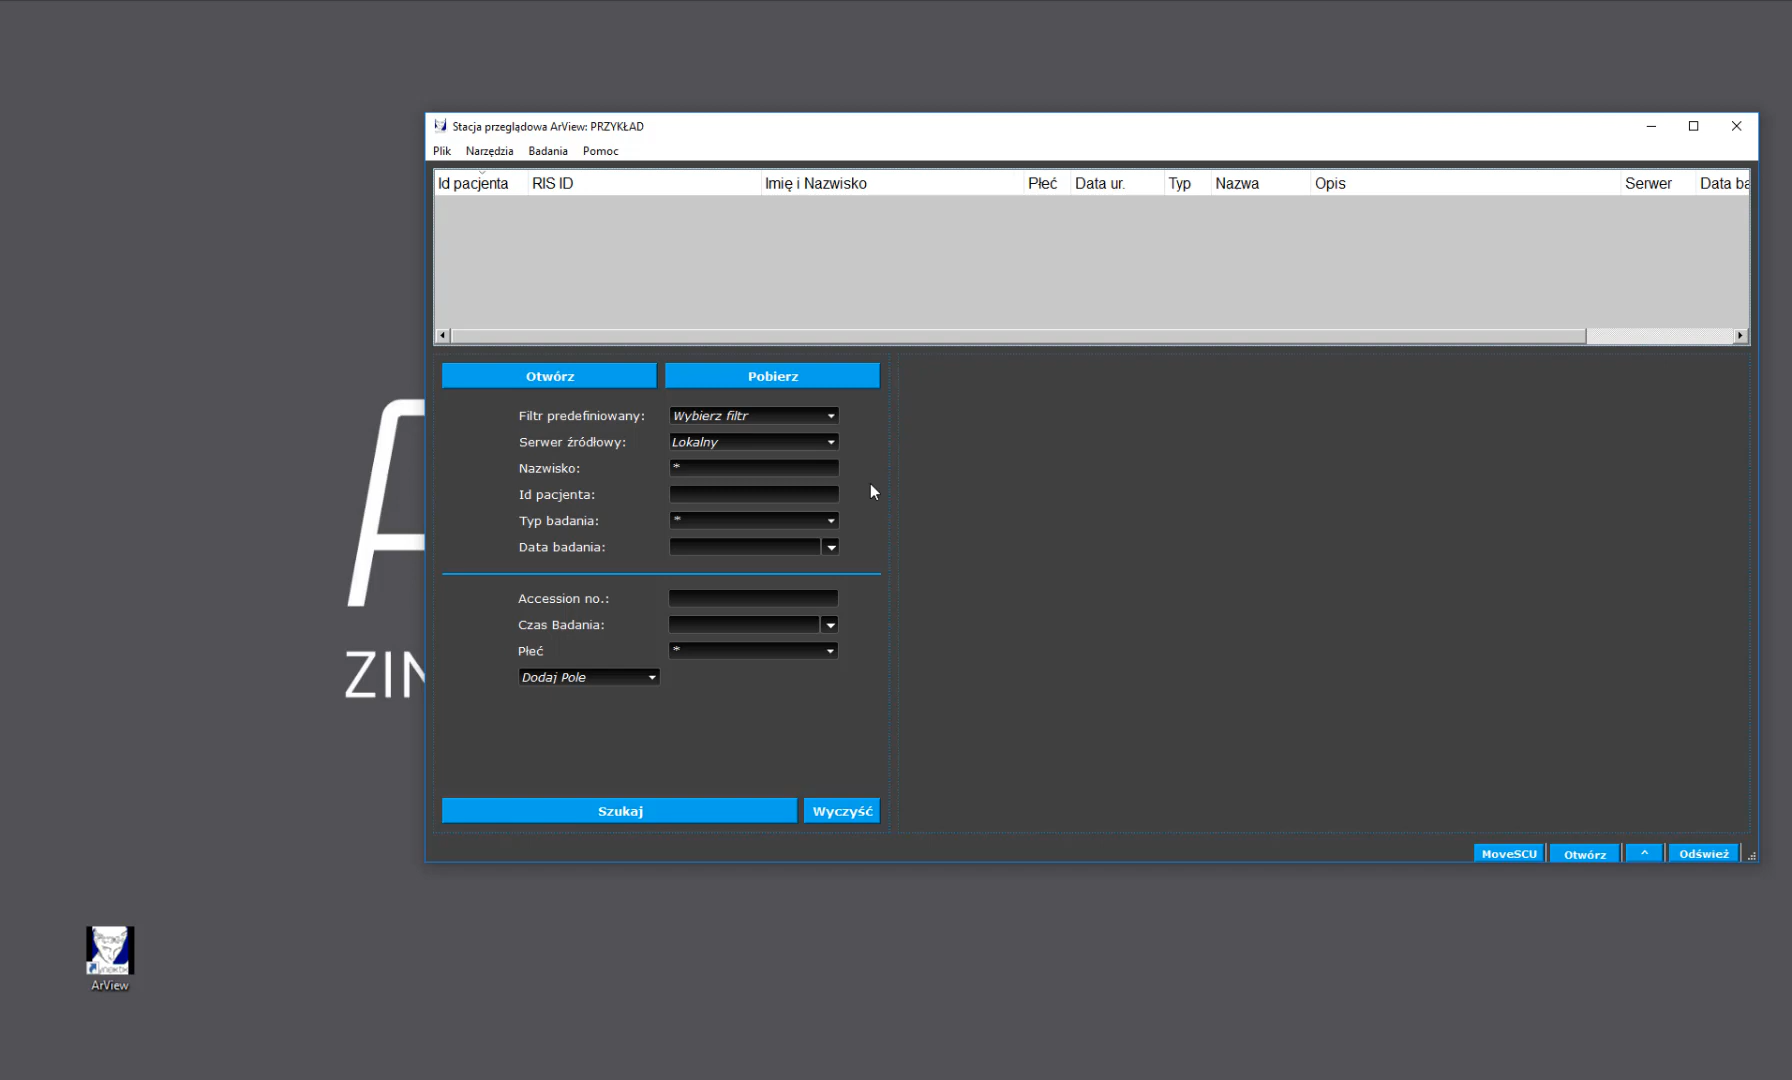 Stacja przeglądowa ArView: PRZYKŁAD
Plik Narzędzia Badania Pomoc
Id pacjenta RIS ID Imię i Nazwisko Płeć Data ur. Typ Nazwa Opis Serwer Data ba
Otwórz Pobierz
Filtr predefiniowany: Wybierz filtr
Serwer źródłowy: Lokalny
Nazwisko: *
Id pacjenta:
Typ badania: *
Data badania:
Accession no.:
Czas Badania:
Płeć *
Dodaj Pole
ZIN
Szukaj Wyczyść
MoveSCU Otwórz ^ Odśwież
ArView